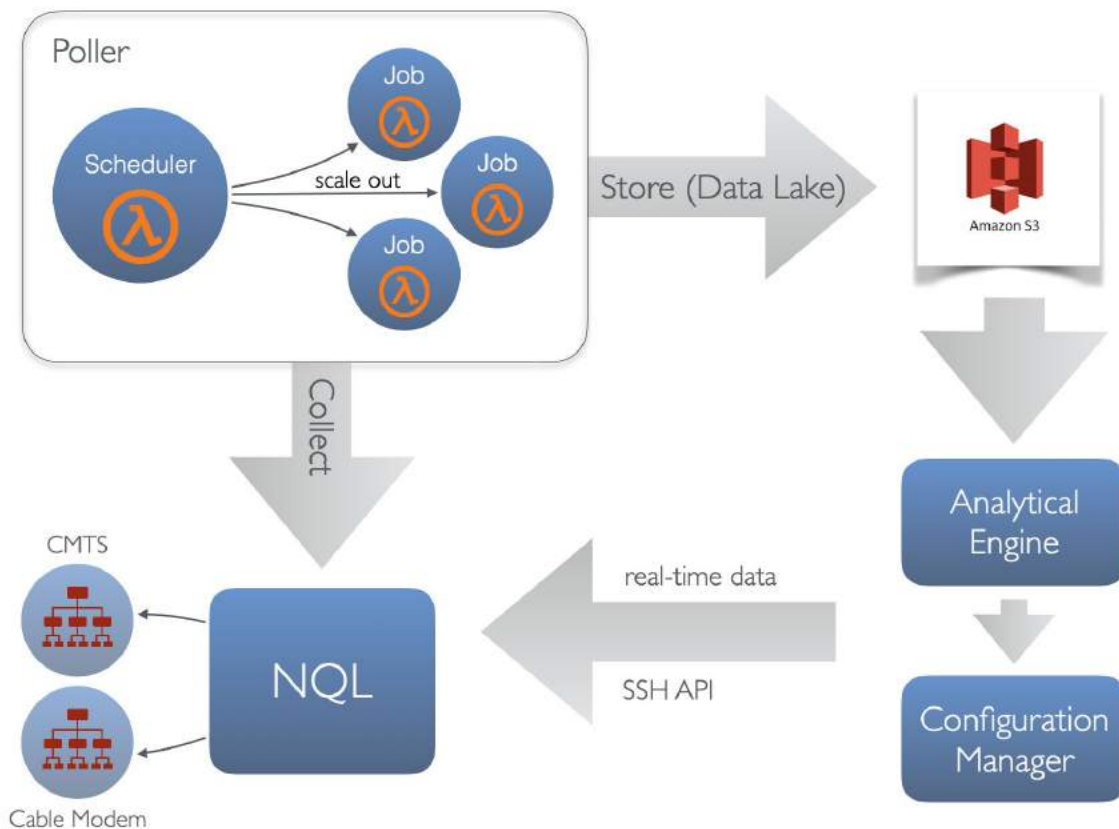 Poller
Job
Scheduler
scale out
Job
Job
Store (Data Lake)
Amazon S3
Collect
Analytical
Engine
CMTS
real-time data
NQL
SSH API
Configuration
Manager
Cable Modem